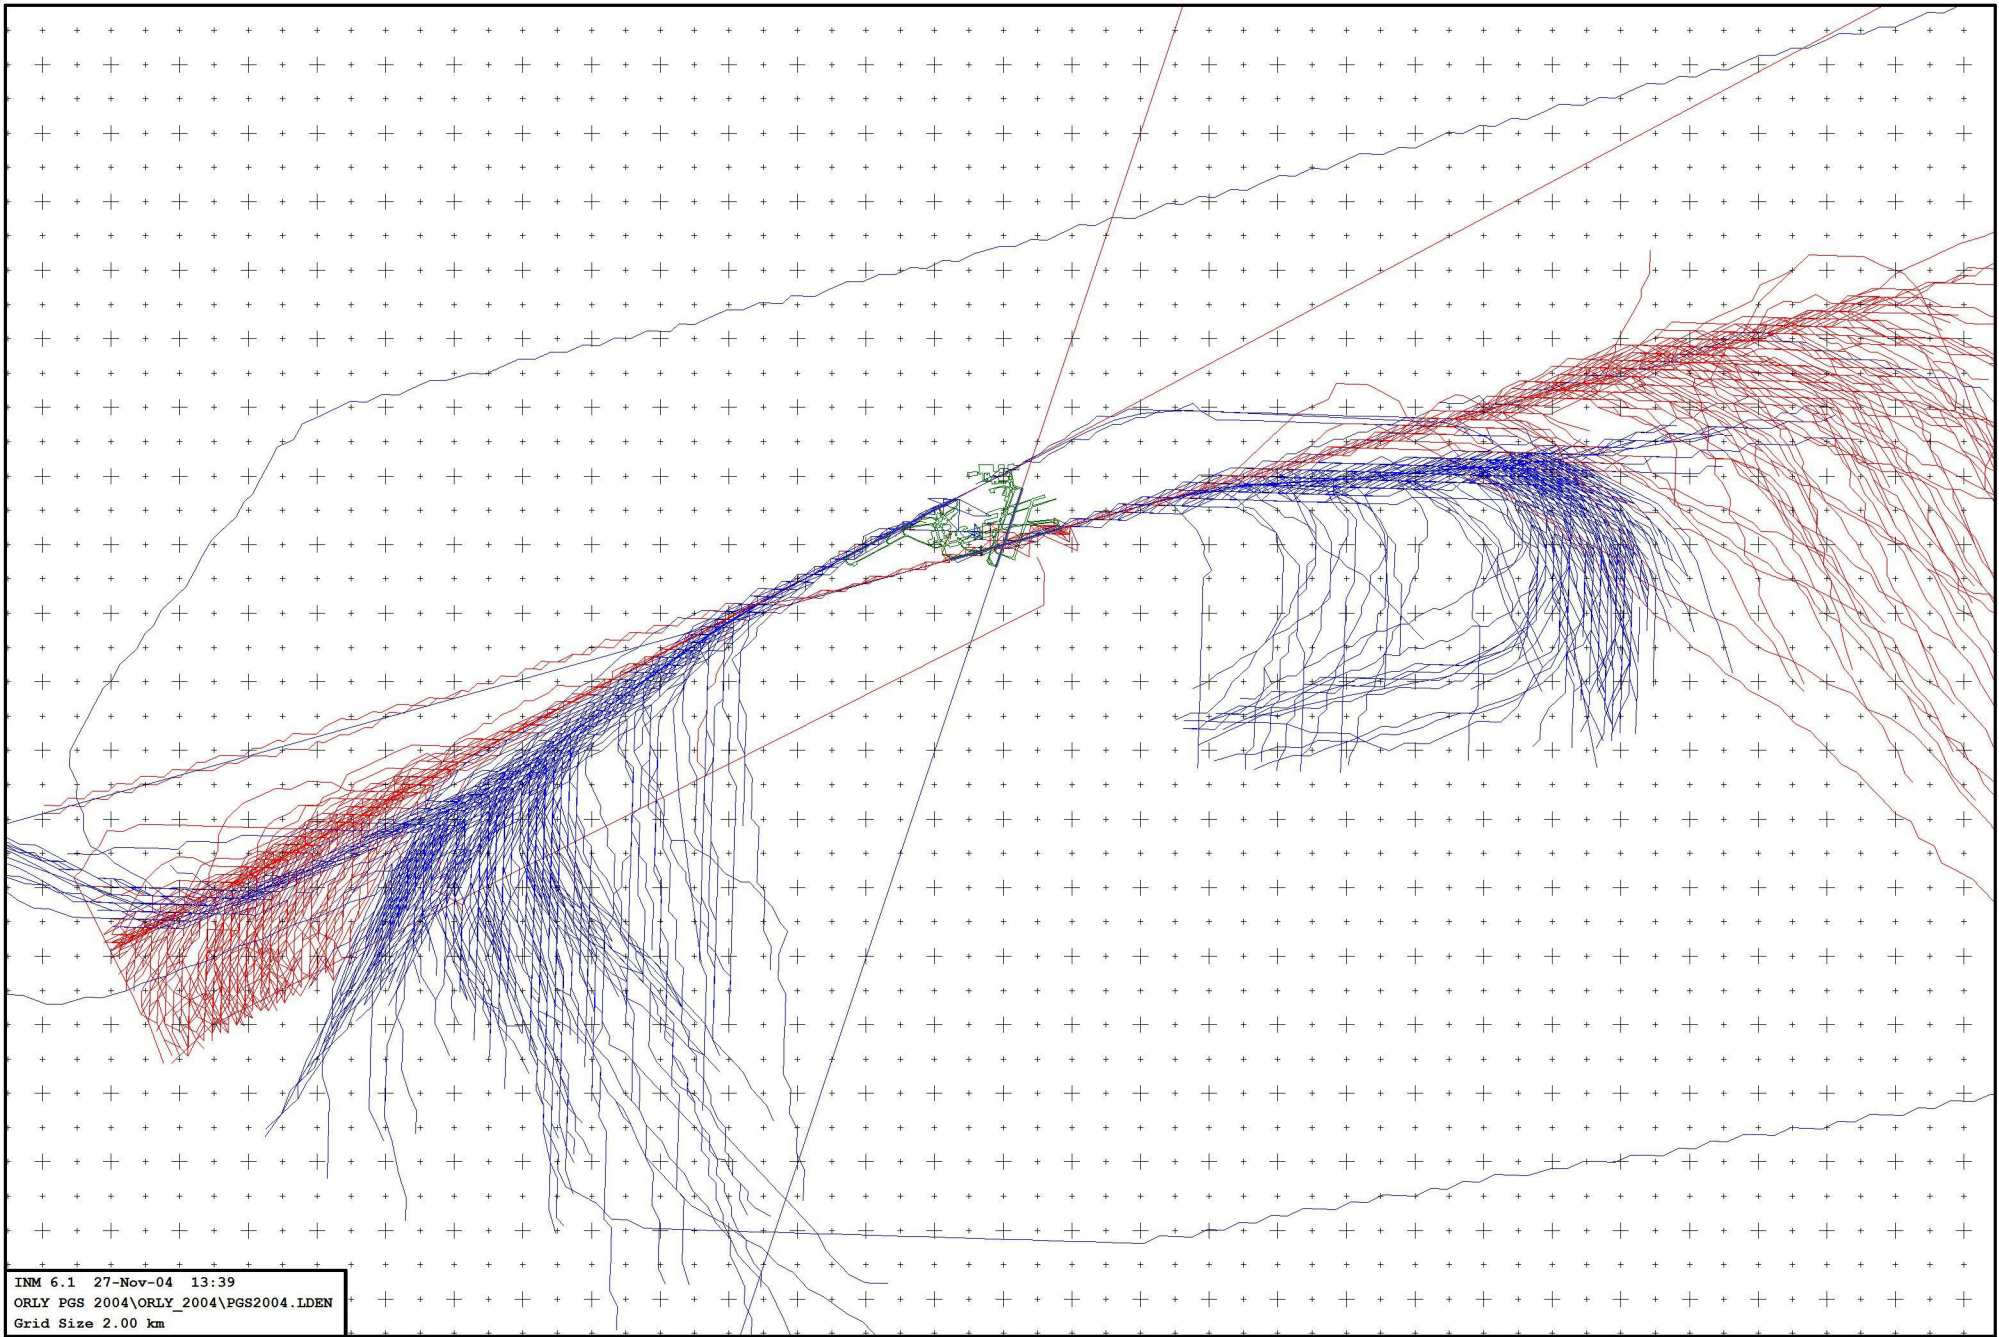 INM 6.1  27-Nov-04  13:39
ORLY PGS 2004\ORLY_2004\PGS2004.LDEN
Grid Size 2.00 km